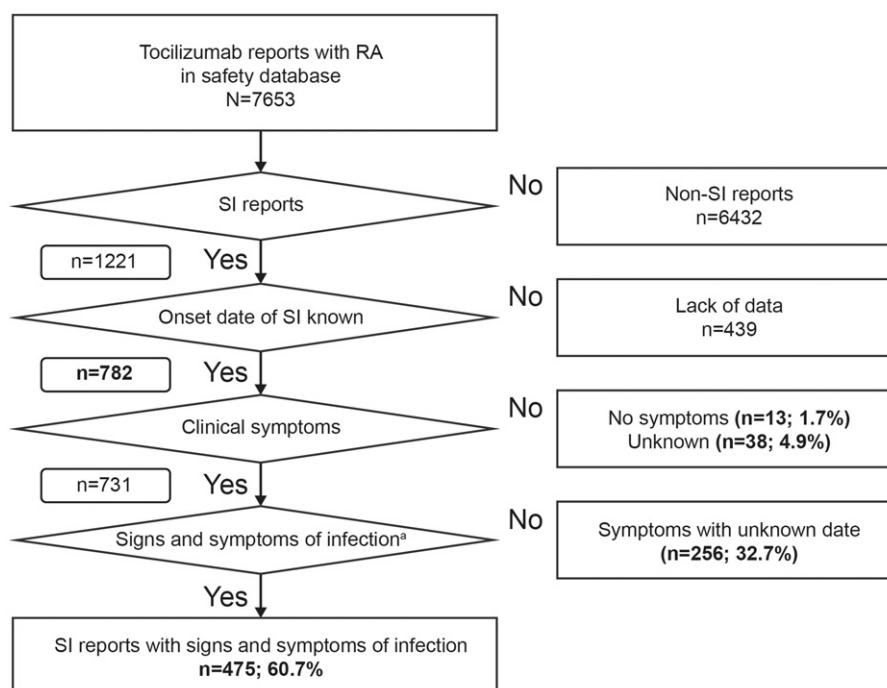 Tocilizumab reports with RA
in safety database
N=7653
SI reports
No
Non-SI reports
n=6432
n=1221
Yes
Onset date of SI known
No
Lack of data
n=439
n=782
Yes
Clinical symptoms
No
No symptoms (n=13; 1.7%)
Unknown (n=38; 4.9%)
n=731
Yes
Signs and symptoms of infectionᵃ
No
Symptoms with unknown date
(n=256; 32.7%)
Yes
SI reports with signs and symptoms of infection
n=475; 60.7%